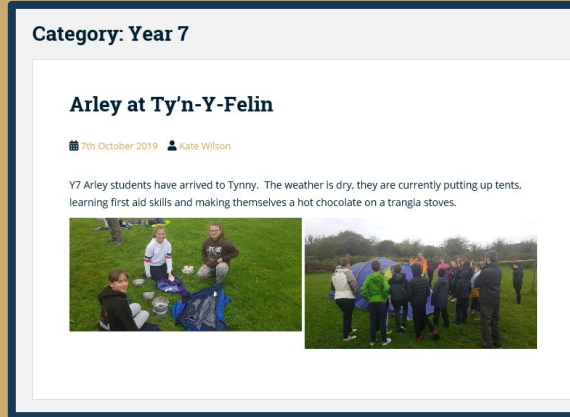 Category: Year 7
Arley at Ty’n-Y-Felin
7th October 2019 Kate Wilson
Y7 Arley students have arrived to Tynny. The weather is dry, they are currently putting up tents,
learning first aid skills and making themselves a hot chocolate on a trangia stoves.